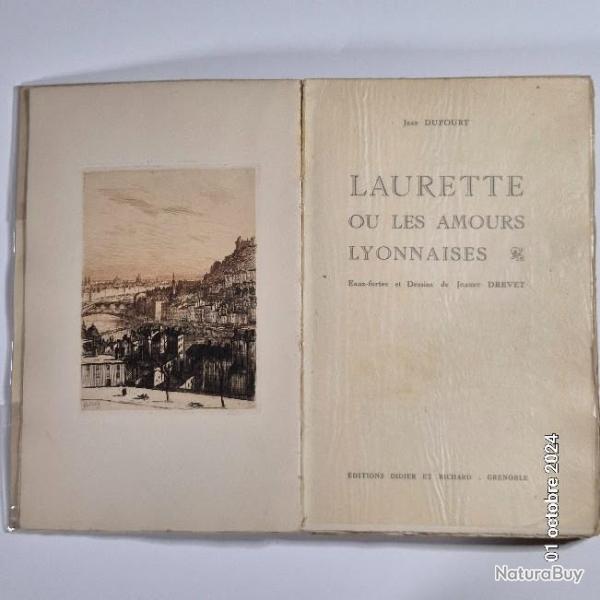 Jean DUFOURT
LAURETTE
OU LES AMOURS
LYONNAISES
Eaux-fortes et Dessins de Joanny DREVET
ÉDITIONS DIDIER ET RICHARD - GRENOBLE
01 octobre 2024
NaturaBuy